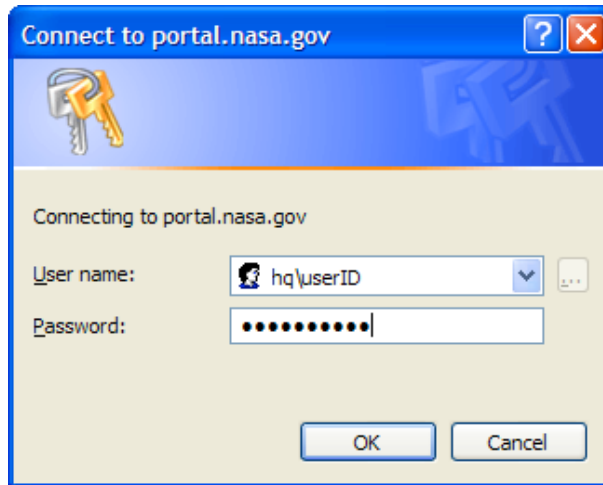 Connect to portal.nasa.gov
Connecting to portal.nasa.gov
User name: hq\userID ...
Password: ●●●●●●●●●●
OK Cancel